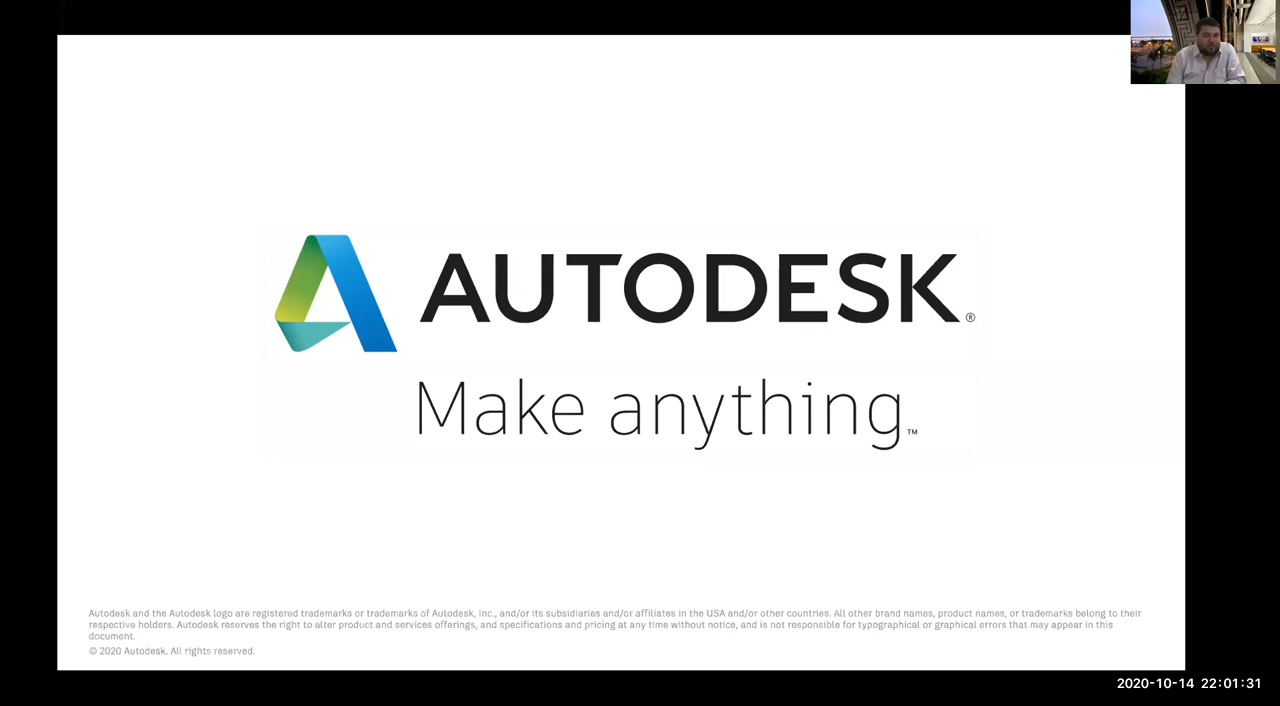 AUTODESK®
Make anything™
Autodesk and the Autodesk logo are registered trademarks or trademarks of Autodesk, Inc., and/or its subsidiaries and/or affiliates in the USA and/or other countries. All other brand names, product names, or trademarks belong to their
respective holders. Autodesk reserves the right to alter product and services offerings, and specifications and pricing at any time without notice, and is not responsible for typographical or graphical errors that may appear in this
document.
© 2020 Autodesk. All rights reserved.
2020-10-14 22:01:31